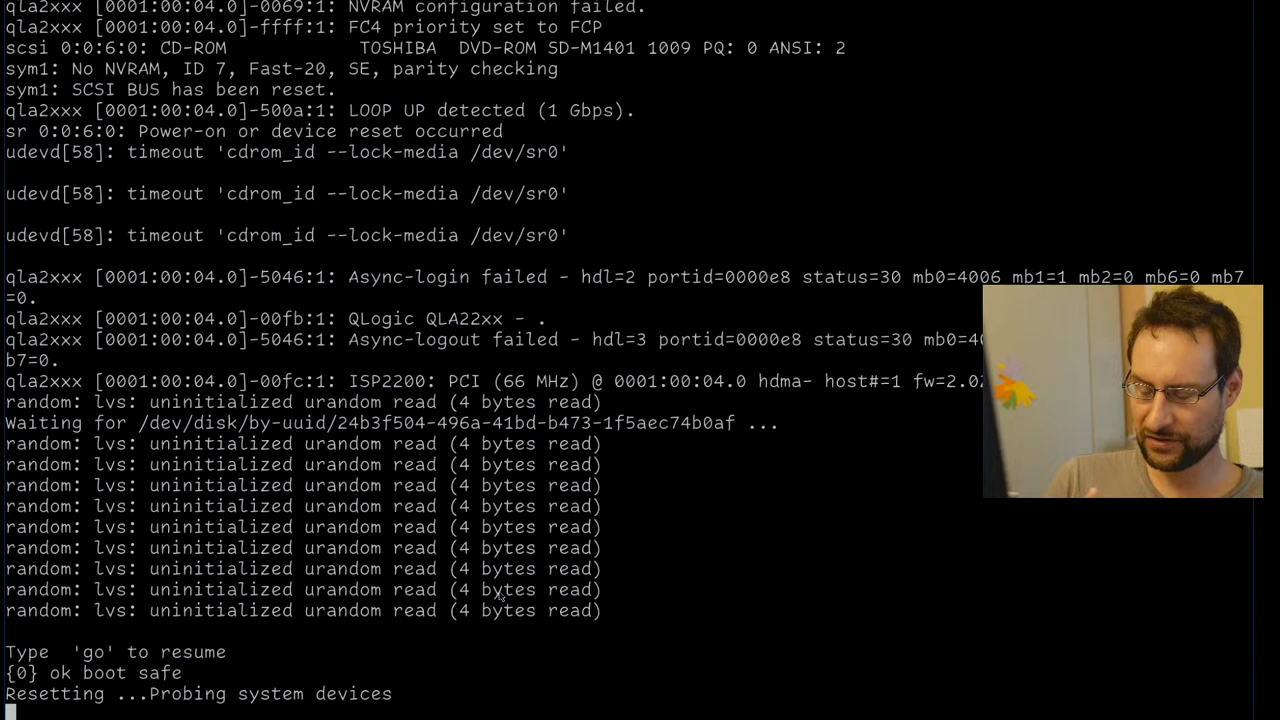 qla2xxx [0001:00:04.0]-0069:1: NVRAM configuration failed.
qla2xxx [0001:00:04.0]-ffff:1: FC4 priority set to FCP
scsi 0:0:6:0: CD-ROM            TOSHIBA  DVD-ROM SD-M1401 1009 PQ: 0 ANSI: 2
sym1: No NVRAM, ID 7, Fast-20, SE, parity checking
sym1: SCSI BUS has been reset.
qla2xxx [0001:00:04.0]-500a:1: LOOP UP detected (1 Gbps).
sr 0:0:6:0: Power-on or device reset occurred
udevd[58]: timeout 'cdrom_id --lock-media /dev/sr0'
udevd[58]: timeout 'cdrom_id --lock-media /dev/sr0'
udevd[58]: timeout 'cdrom_id --lock-media /dev/sr0'
qla2xxx [0001:00:04.0]-5046:1: Async-login failed - hdl=2 portid=0000e8 status=30 mb0=4006 mb1=1 mb2=0 mb6=0 mb7
=0.
qla2xxx [0001:00:04.0]-00fb:1: QLogic QLA22xx - .
qla2xxx [0001:00:04.0]-5046:1: Async-logout failed - hdl=3 portid=0000e8 status=30
b7=0.
qla2xxx [0001:00:04.0]-00fc:1: ISP2200: PCI (66 MHz) @ 0001:00:04.0 hdma- host#=1
random: lvs: uninitialized urandom read (4 bytes read)
Waiting for /dev/disk/by-uuid/24b3f504-496a-41bd-b473-1f5aec74b0af ...
random: lvs: uninitialized urandom read (4 bytes read)
random: lvs: uninitialized urandom read (4 bytes read)
random: lvs: uninitialized urandom read (4 bytes read)
random: lvs: uninitialized urandom read (4 bytes read)
random: lvs: uninitialized urandom read (4 bytes read)
random: lvs: uninitialized urandom read (4 bytes read)
random: lvs: uninitialized urandom read (4 bytes read)
random: lvs: uninitialized urandom read (4 bytes read)
random: lvs: uninitialized urandom read (4 bytes read)
Type  'go' to resume
{0} ok boot safe
Resetting ...Probing system devices